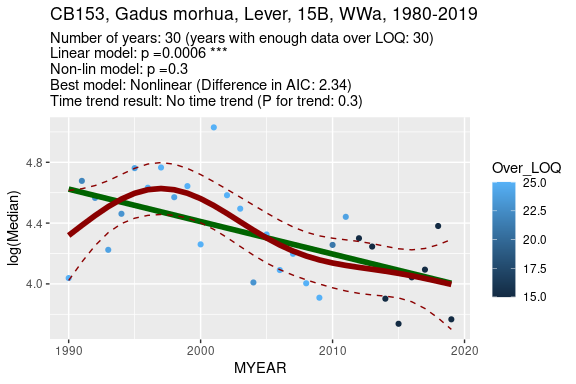 CB153, Gadus morhua, Lever, 15B, WWa, 1980-2019
Number of years: 30 (years with enough data over LOQ: 30)
Linear model: p =0.0006 ***
Non-lin model: p =0.3
Best model: Nonlinear (Difference in AIC: 2.34)
Time trend result: No time trend (P for trend: 0.3)
4.8
4.4
4.0
log(Median)
1990
2000
2010
2020
MYEAR
Over_LOQ
25.0
22.5
20.0
17.5
15.0